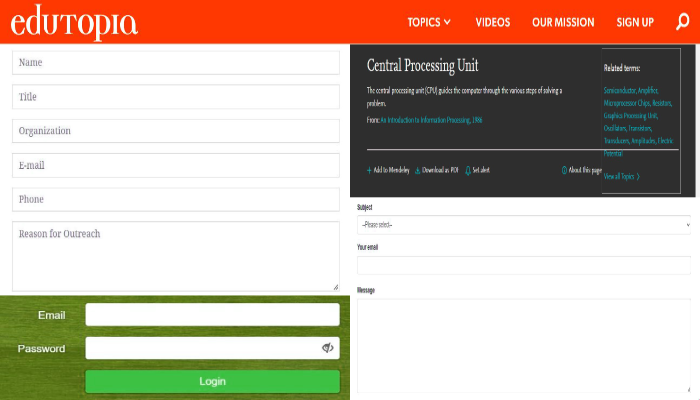 edutopia
TOPICS VIDEOS OUR MISSION SIGN UP
Name
Title
Organization
E-mail
Phone
Reason for Outreach
Email
Password
Login
Central Processing Unit
The central processing unit (CPU) guides the computer through the various steps of solving a
problem.
From: An Introduction to Information Processing, 1986
Add to Mendeley Download as PDF Set alert About this page
Related terms:
Semiconductor, Amplifier,
Microprocessor Chips, Resistors,
Graphics Processing Unit,
Oscillators, Transistors,
Transducers, Amplitudes, Electric
Potential
View all Topics
Subject
--Please select--
Your email
Message